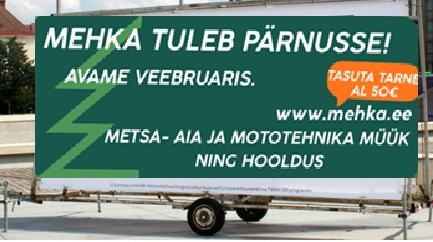 MEHKA TULEB PÄRNUSSE!
AVAME VEEBRUARIS.
TASUTA TARNE
AL 50€
www.mehka.ee
METSA- AIA JA MOTOTEHNIKA MÜÜK
NING HOOLDUS